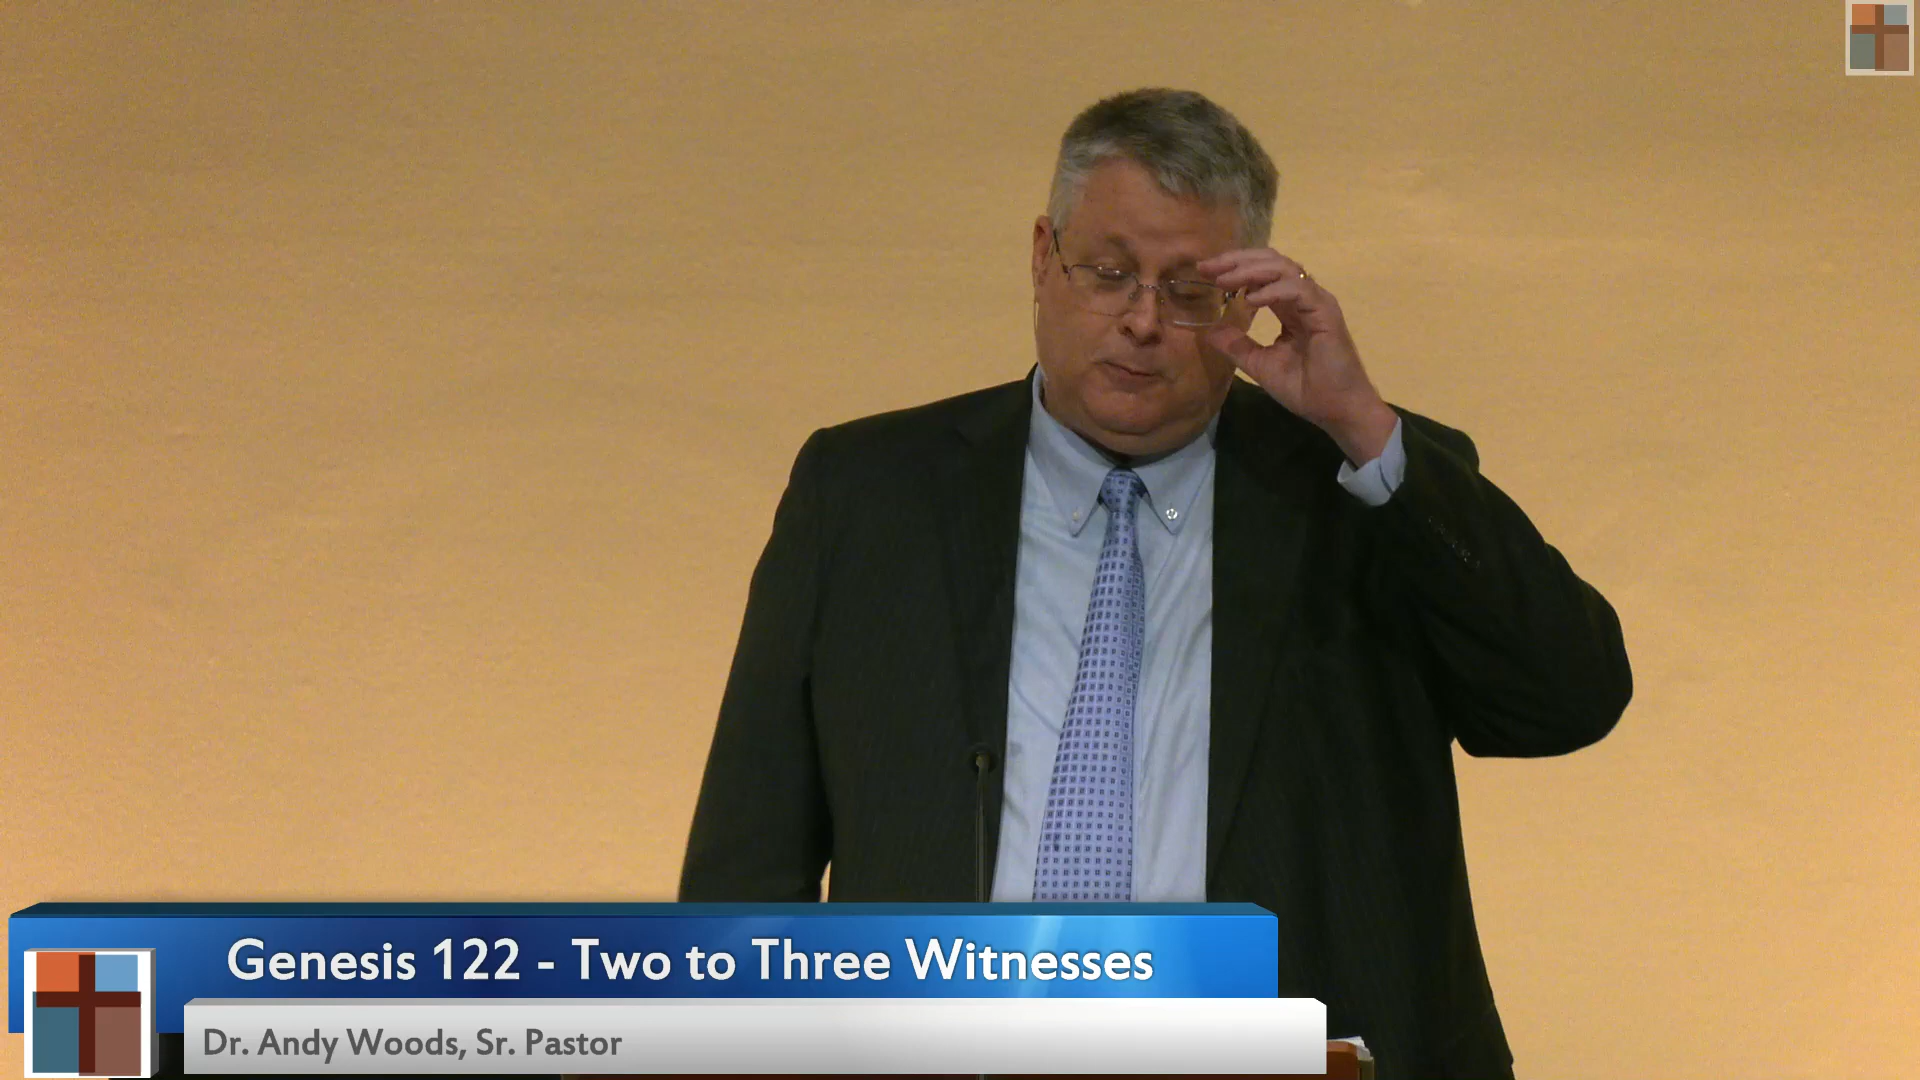 Genesis 122 - Two to Three Witnesses
Dr. Andy Woods, Sr. Pastor